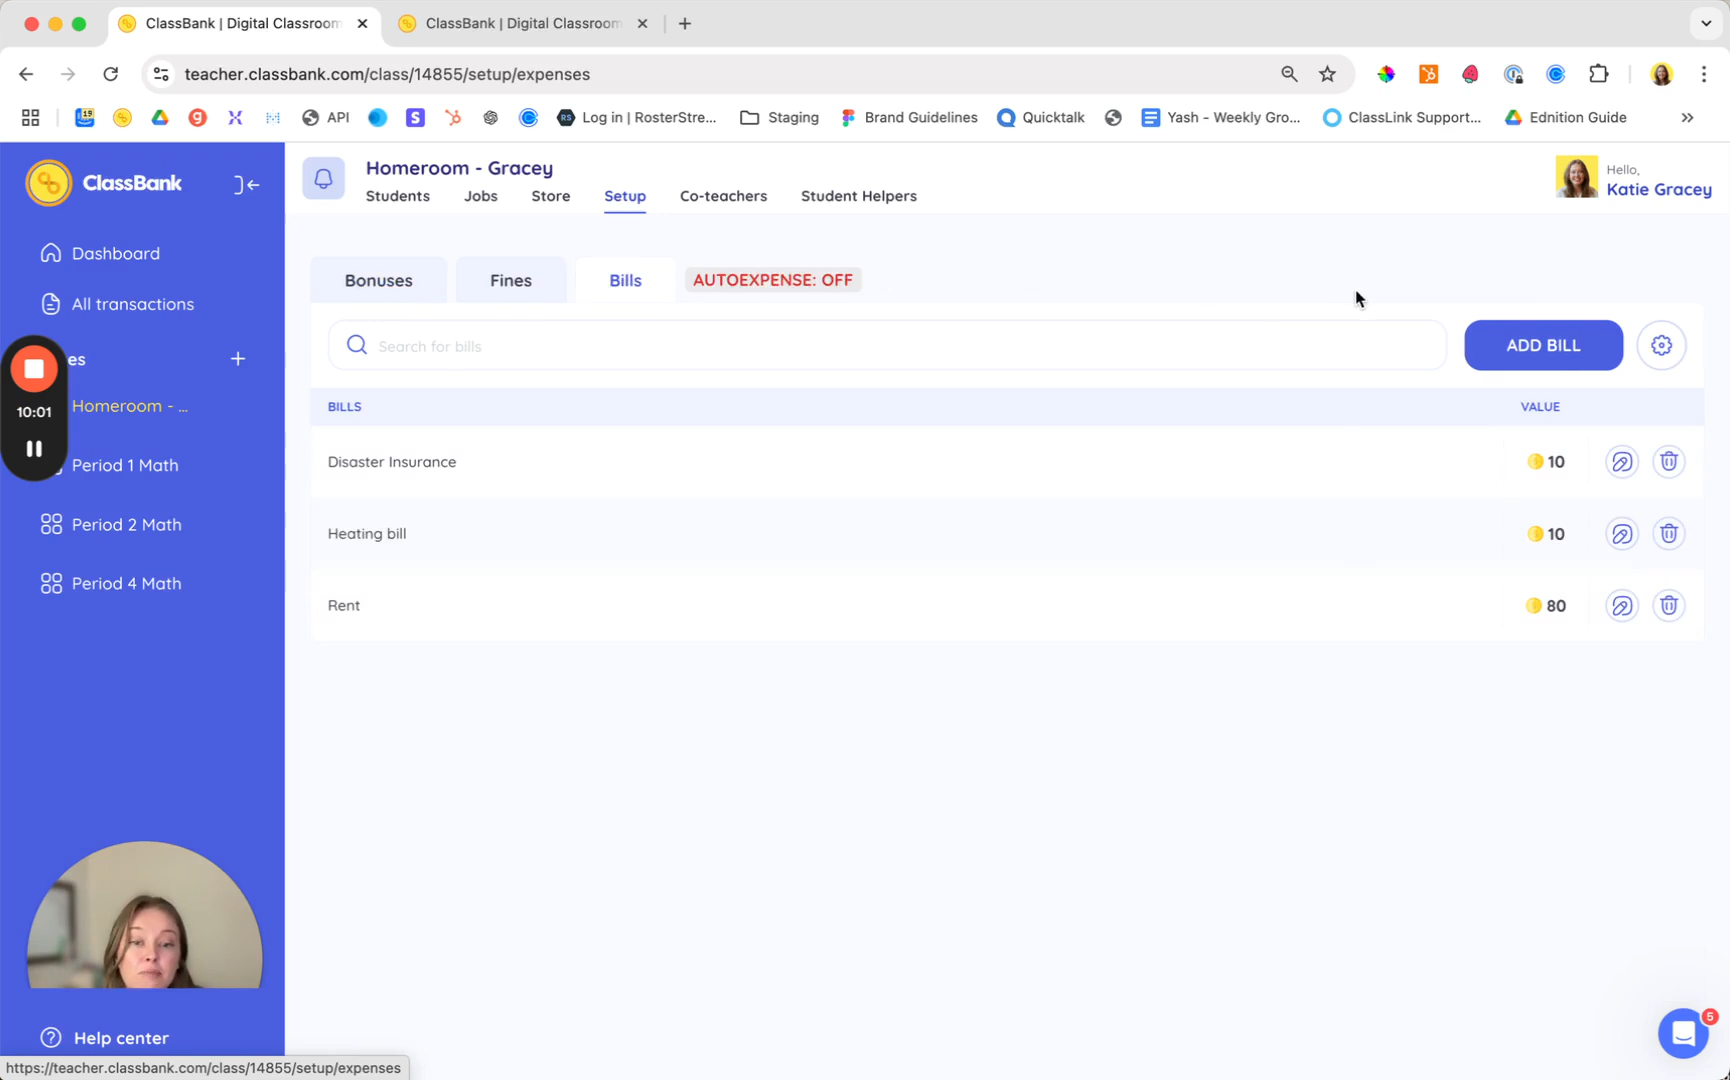 ClassBank | Digital Classroom
ClassBank | Digital Classroom
teacher.classbank.com/class/14855/setup/expenses
19
API
S
RS
Log in | RosterStre...
Staging
Brand Guidelines
Quicktalk
Yash - Weekly Gro...
ClassLink Support...
Ednition Guide
ClassBank
Homeroom - Gracey
Students
Jobs
Store
Setup
Co-teachers
Student Helpers
Hello,
Katie Gracey
Dashboard
All transactions
es
10:01
Homeroom - ...
Period 1 Math
Period 2 Math
Period 4 Math
Bonuses
Fines
Bills
AUTOEXPENSE: OFF
Search for bills
ADD BILL
BILLS
VALUE
Disaster Insurance
10
Heating bill
10
Rent
80
Help center
5
https://teacher.classbank.com/class/14855/setup/expenses